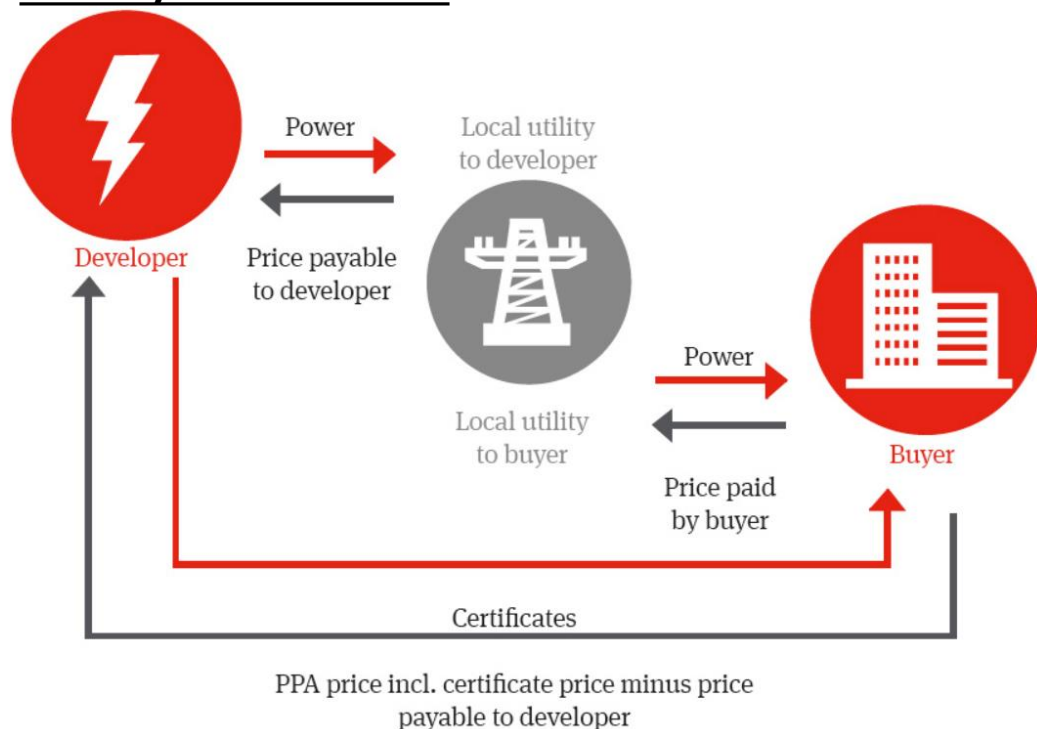 Power
Local utility
to developer
Developer
Price payable
to developer
Power
Local utility
to buyer
Buyer
Price paid
by buyer
Certificates
PPA price incl. certificate price minus price
payable to developer